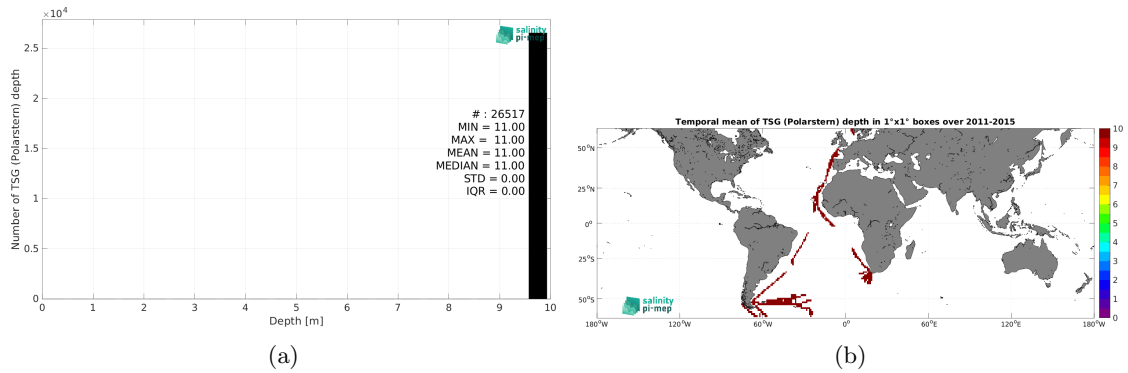 ×10⁴
salinity
pi-mep
2.5
2
1.5
1
0.5
0
Number of TSG (Polarstern) depth
# : 26517
MIN = 11.00
MAX = 11.00
MEAN = 11.00
MEDIAN = 11.00
STD = 0.00
IQR = 0.00
0 1 2 3 4 5 6 7 8 9 10
Depth [m]
(a)
Temporal mean of TSG (Polarstern) depth in 1°x1° boxes over 2011-2015
50°N
25°N
0°
25°S
50°S
180°W 120°W 60°W 0° 60°E 120°E 180°E
salinity
pi-mep
10
9
8
7
6
5
4
3
2
1
0
(b)